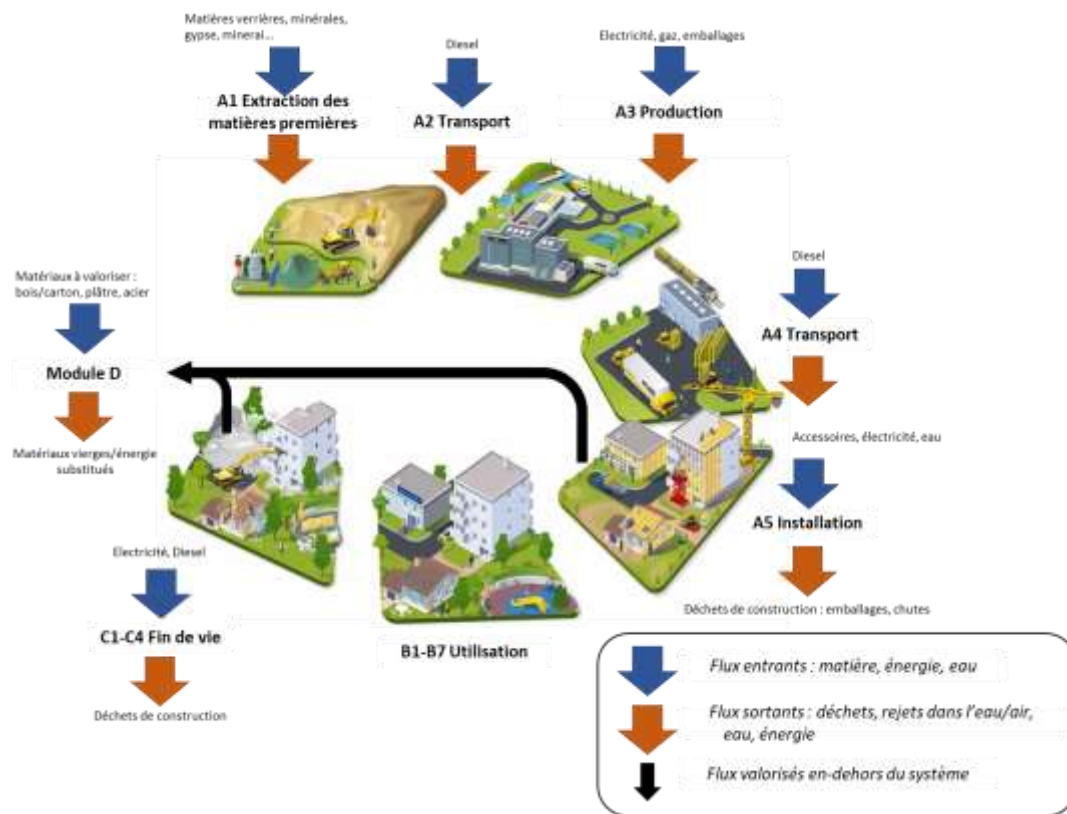 Matières verrières, minérales,
gypse, minerai...
Diesel
Electricité, gaz, emballages
A1 Extraction des
matières premières
A2 Transport
A3 Production
Matériaux à valoriser :
bois/carton, plâtre, acier
Diesel
A4 Transport
Module D
Matériaux vierges/énergie
substitués
Accessoires, électricité, eau
A5 Installation
Electricité, Diesel
Déchets de construction : emballages, chutes
C1-C4 Fin de vie
B1-B7 Utilisation
Déchets de construction
Flux entrants : matière, énergie, eau
Flux sortants : déchets, rejets dans l'eau/air,
eau, énergie
Flux valorisés en-dehors du système